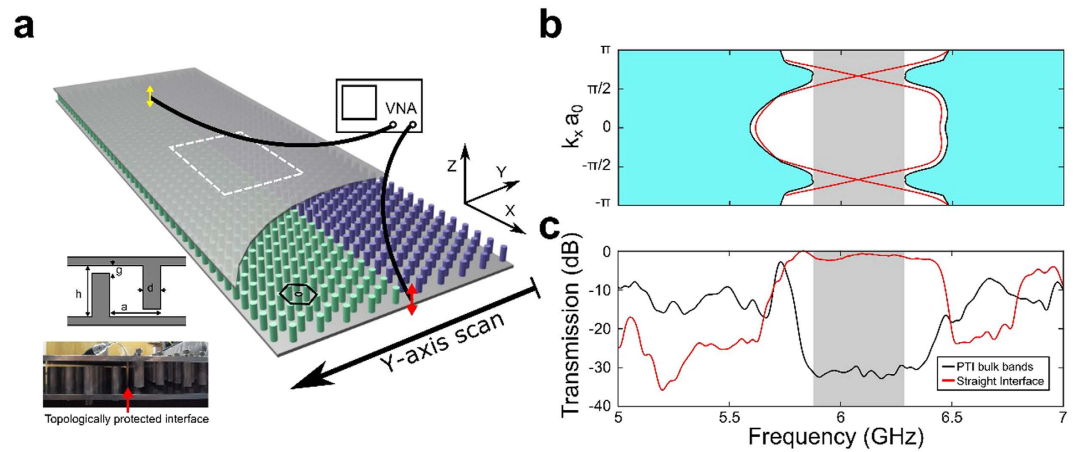 a
VNA
Z
Y
X
g
h
d
a
Y-axis scan
Topologically protected interface
b
π
π/2
0
-π/2
-π
kₓ a₀
c
0
-10
-20
-30
-40
Transmission (dB)
PTI bulk bands
Straight Interface
5
5.5
6
6.5
7
Frequency (GHz)